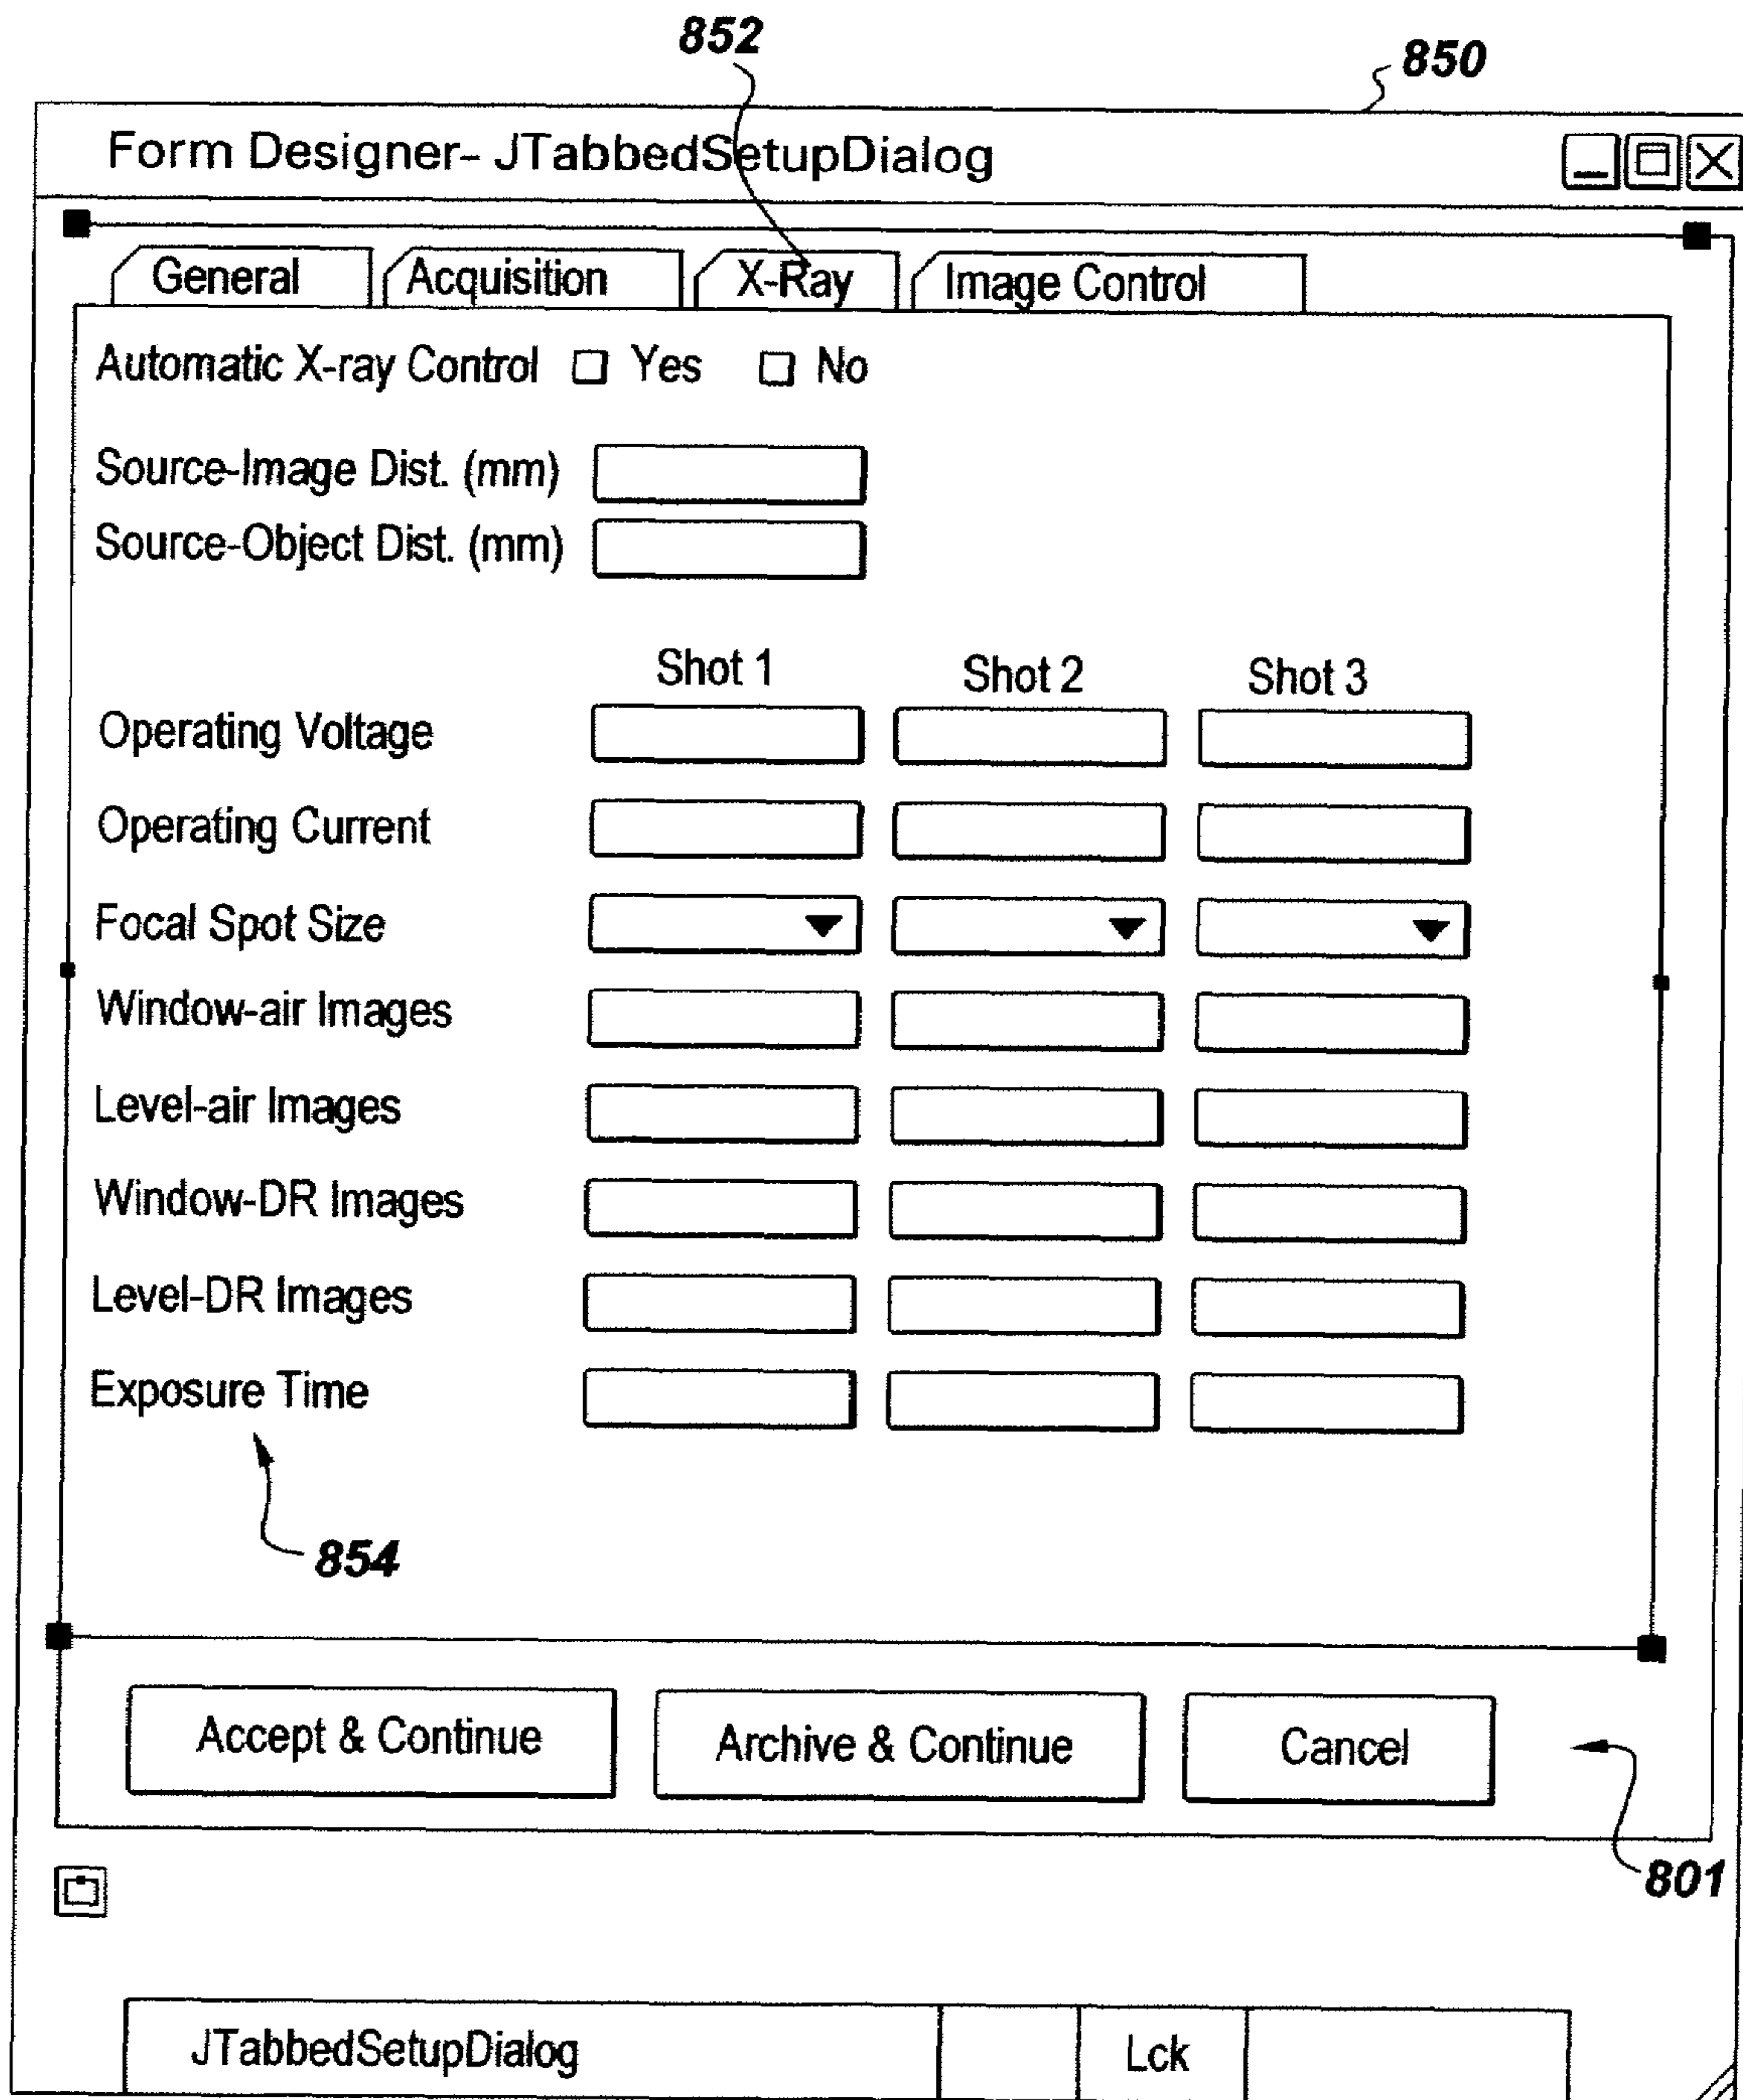 852
850
Form Designer- JTabbedSetupDialog
General Acquisition X-Ray Image Control
Automatic X-ray Control Yes No
Source-Image Dist. (mm)
Source-Object Dist. (mm)
Shot 1 Shot 2 Shot 3
Operating Voltage
Operating Current
Focal Spot Size
Window-air Images
Level-air Images
Window-DR Images
Level-DR Images
Exposure Time
854
Accept & Continue Archive & Continue Cancel
801
JTabbedSetupDialog Lck